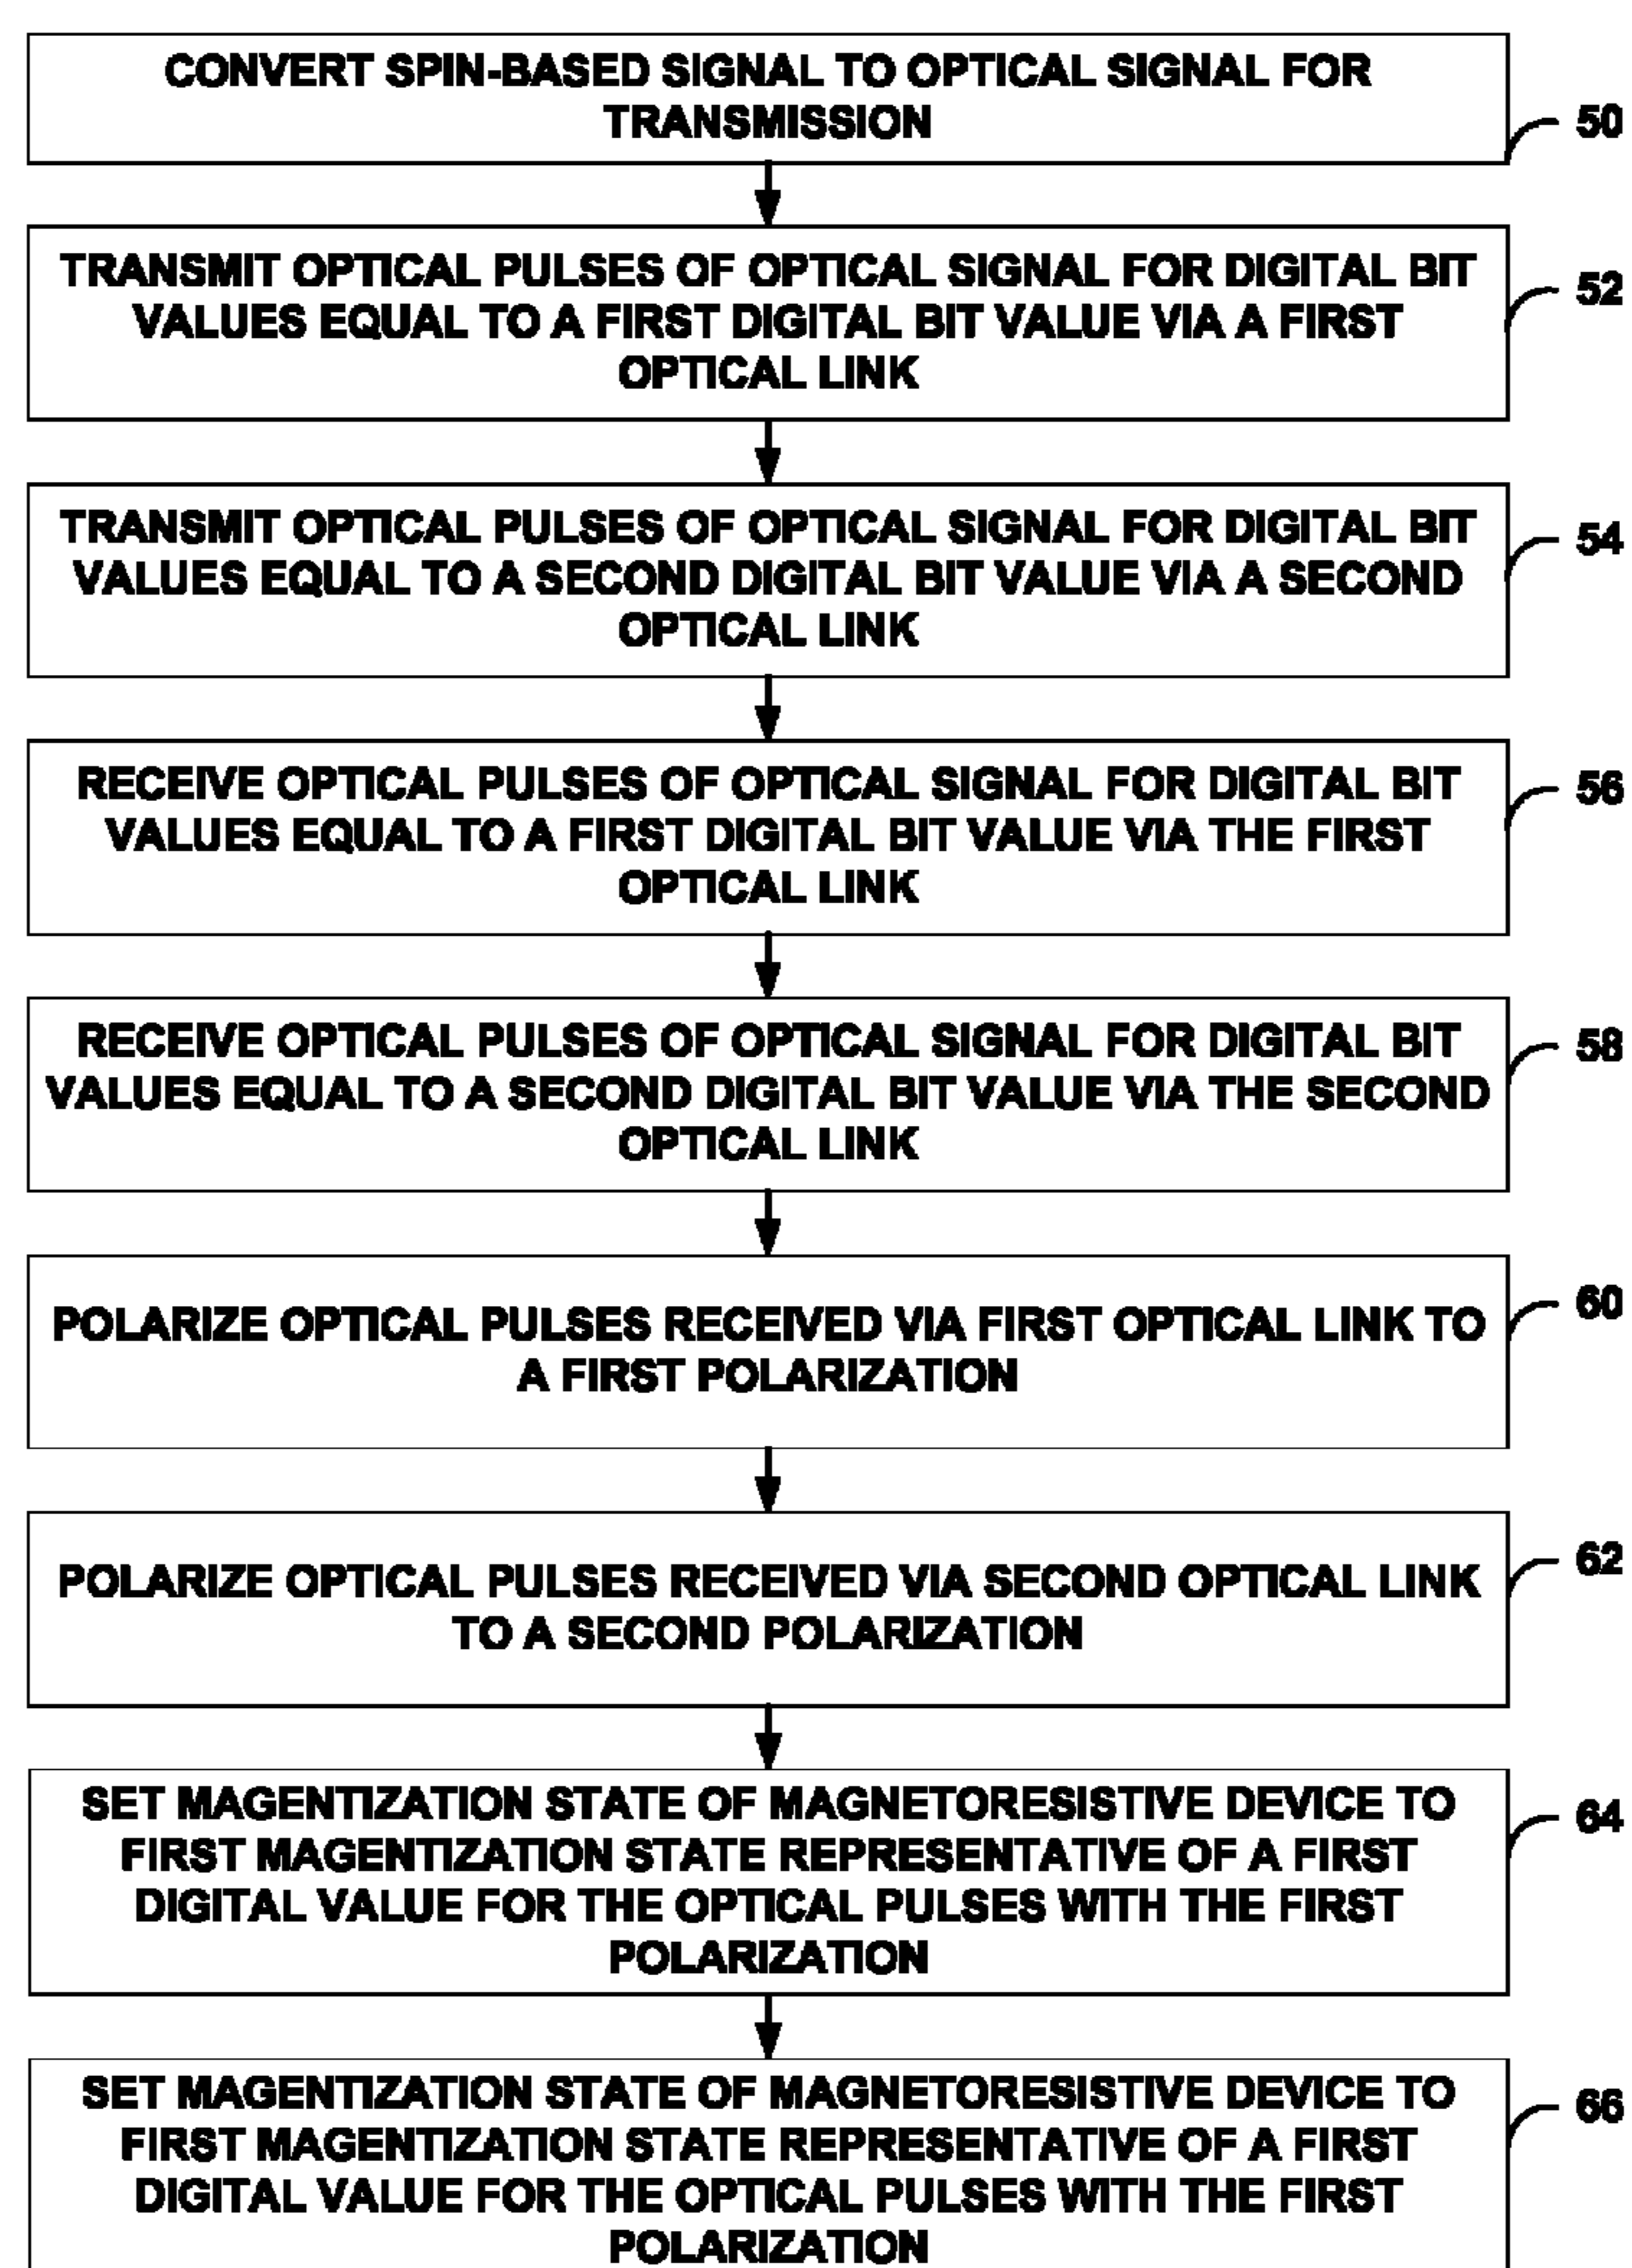 CONVERT SPIN-BASED SIGNAL TO OPTICAL SIGNAL FOR
TRANSMISSION
50
TRANSMIT OPTICAL PULSES OF OPTICAL SIGNAL FOR DIGITAL BIT
VALUES EQUAL TO A FIRST DIGITAL BIT VALUE VIA A FIRST
OPTICAL LINK
52
TRANSMIT OPTICAL PULSES OF OPTICAL SIGNAL FOR DIGITAL BIT
VALUES EQUAL TO A SECOND DIGITAL BIT VALUE VIA A SECOND
OPTICAL LINK
54
RECEIVE OPTICAL PULSES OF OPTICAL SIGNAL FOR DIGITAL BIT
VALUES EQUAL TO A FIRST DIGITAL BIT VALUE VIA THE FIRST
OPTICAL LINK
56
RECEIVE OPTICAL PULSES OF OPTICAL SIGNAL FOR DIGITAL BIT
VALUES EQUAL TO A SECOND DIGITAL BIT VALUE VIA THE SECOND
OPTICAL LINK
58
POLARIZE OPTICAL PULSES RECEIVED VIA FIRST OPTICAL LINK TO
A FIRST POLARIZATION
60
POLARIZE OPTICAL PULSES RECEIVED VIA SECOND OPTICAL LINK
TO A SECOND POLARIZATION
62
SET MAGENTIZATION STATE OF MAGNETORESISTIVE DEVICE TO
FIRST MAGENTIZATION STATE REPRESENTATIVE OF A FIRST
DIGITAL VALUE FOR THE OPTICAL PULSES WITH THE FIRST
POLARIZATION
64
SET MAGENTIZATION STATE OF MAGNETORESISTIVE DEVICE TO
FIRST MAGENTIZATION STATE REPRESENTATIVE OF A FIRST
DIGITAL VALUE FOR THE OPTICAL PULSES WITH THE FIRST
POLARIZATION
66